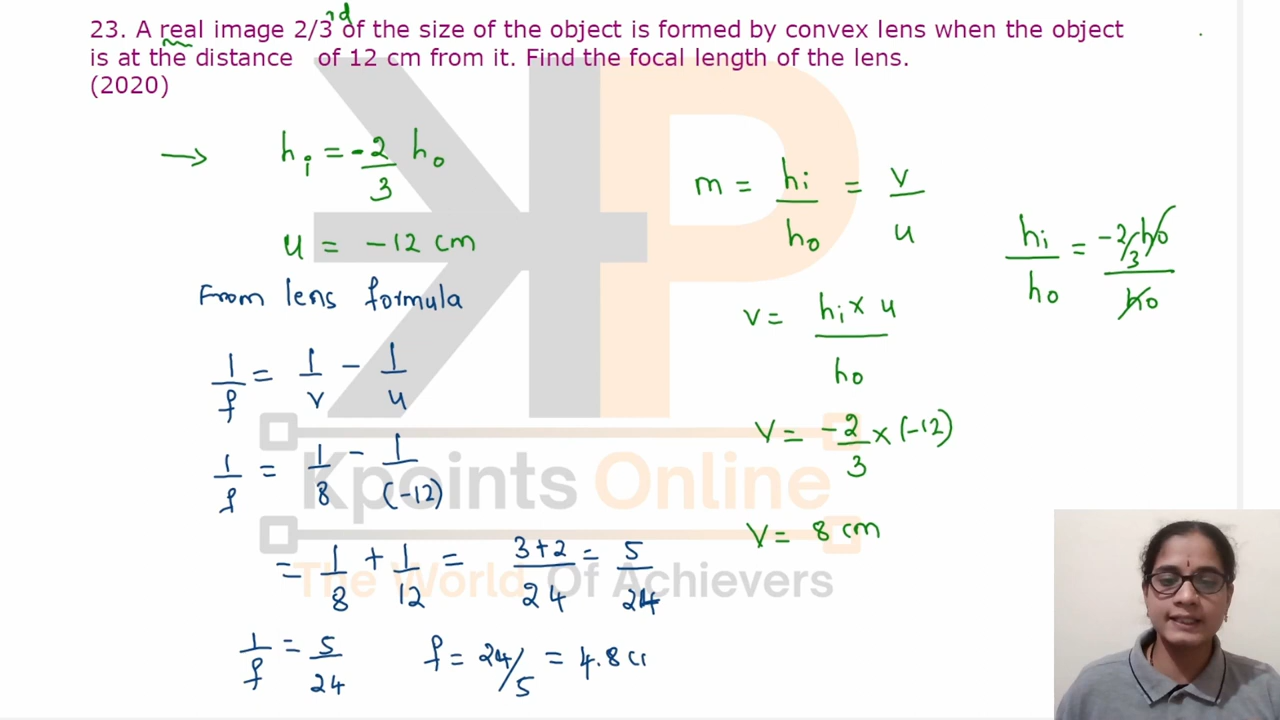 23. A real image 2/3rd of the size of the object is formed by convex lens when the object
is at the distance of 12 cm from it. Find the focal length of the lens.
(2020)
→ hi = -2/3 ho
u = -12 cm
From lens formula
1/f = 1/v - 1/u
1/f = 1/8 - 1/(-12)
= 1/8 + 1/12 = 3+2/24 = 5/24
1/f = 5/24 f = 24/5 = 4.8 c
m = hi/ho = v/u
v = hi × u/ho
v = -2/3 × (-12)
v = 8 cm
hi/ho = -2/3 ho/ho
Kpoints Online
The World Of Achievers